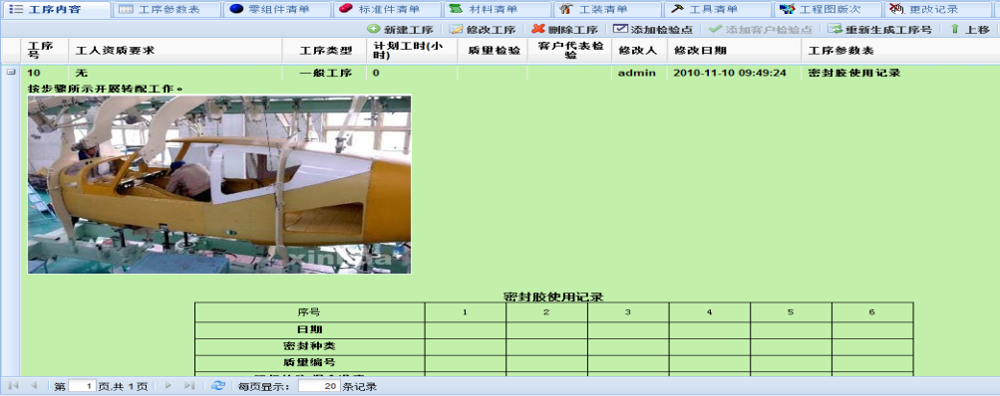 工序内容 工序参数表 零组件清单 标准件清单 材料清单 工装清单 工具清单 工程图版次 更改记录
新建工序 修改工序 删除工序 添加检验点 添加客户检验点 重新生成工序号 上移
工序号 工人资质要求 工序类型 计划工时(小时) 质量检验 客户代表检验 修改人 修改日期 工序参数表
10 无 一般工序 0 admin 2010-11-10 09:49:24 密封胶使用记录
按步骤所示开展转配工作。
密封胶使用记录
序号 1 2 3 4 5 6
日期
密封种类
质量编号
第 1 页,共 1 页 每页显示: 20 条记录